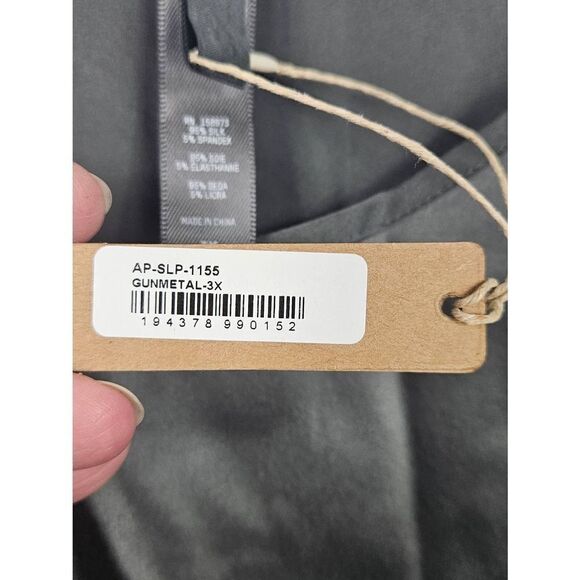 95% SILK
5% SPANDEX
95% SOIE
5% ELASTHANNE
95% SEDA
5% LICRA
MADE IN CHINA
AP-SLP-1155
GUNMETAL-3X
194378 990152